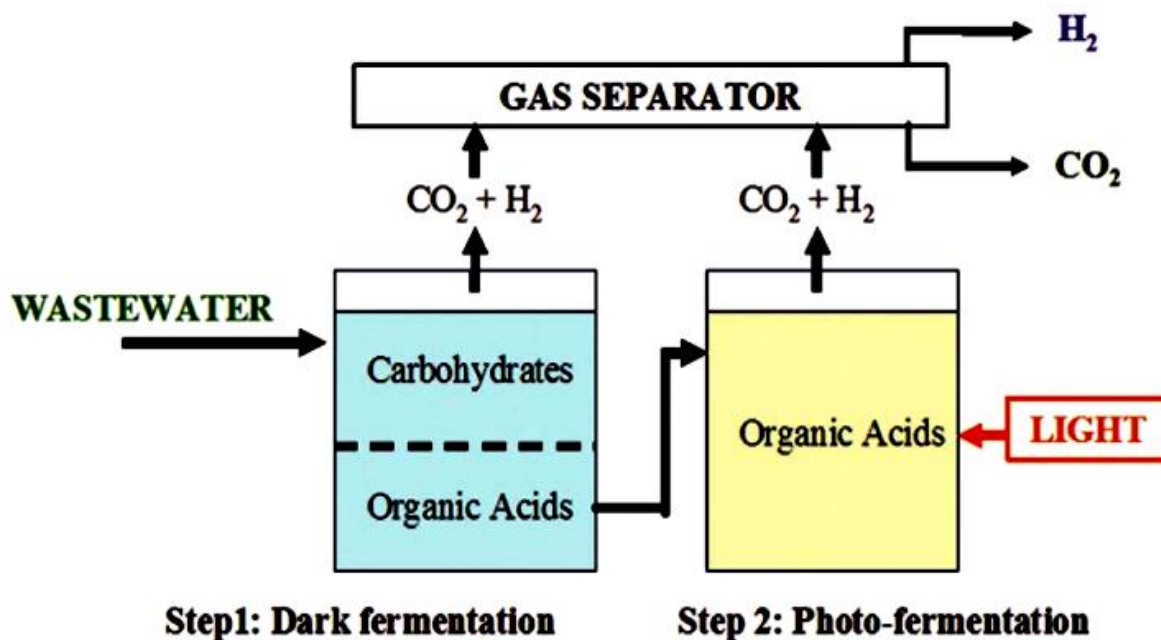 H₂
GAS SEPARATOR
CO₂
CO₂ + H₂
CO₂ + H₂
WASTEWATER
Carbohydrates
Organic Acids
Organic Acids
LIGHT
Step1: Dark fermentation
Step 2: Photo-fermentation